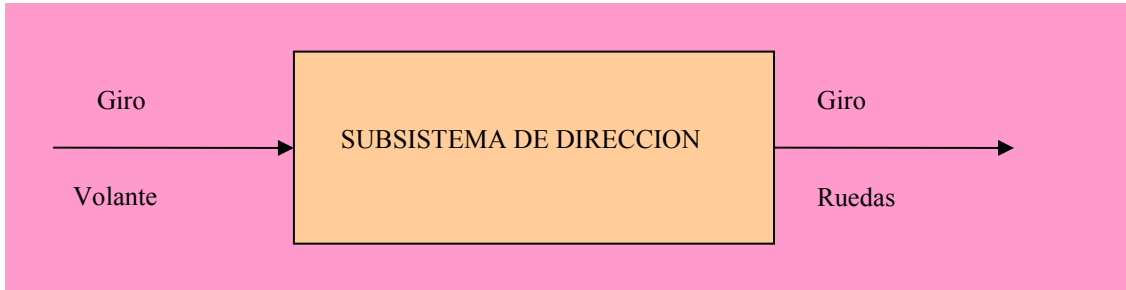 Giro
Volante
SUBSISTEMA DE DIRECCION
Giro
Ruedas